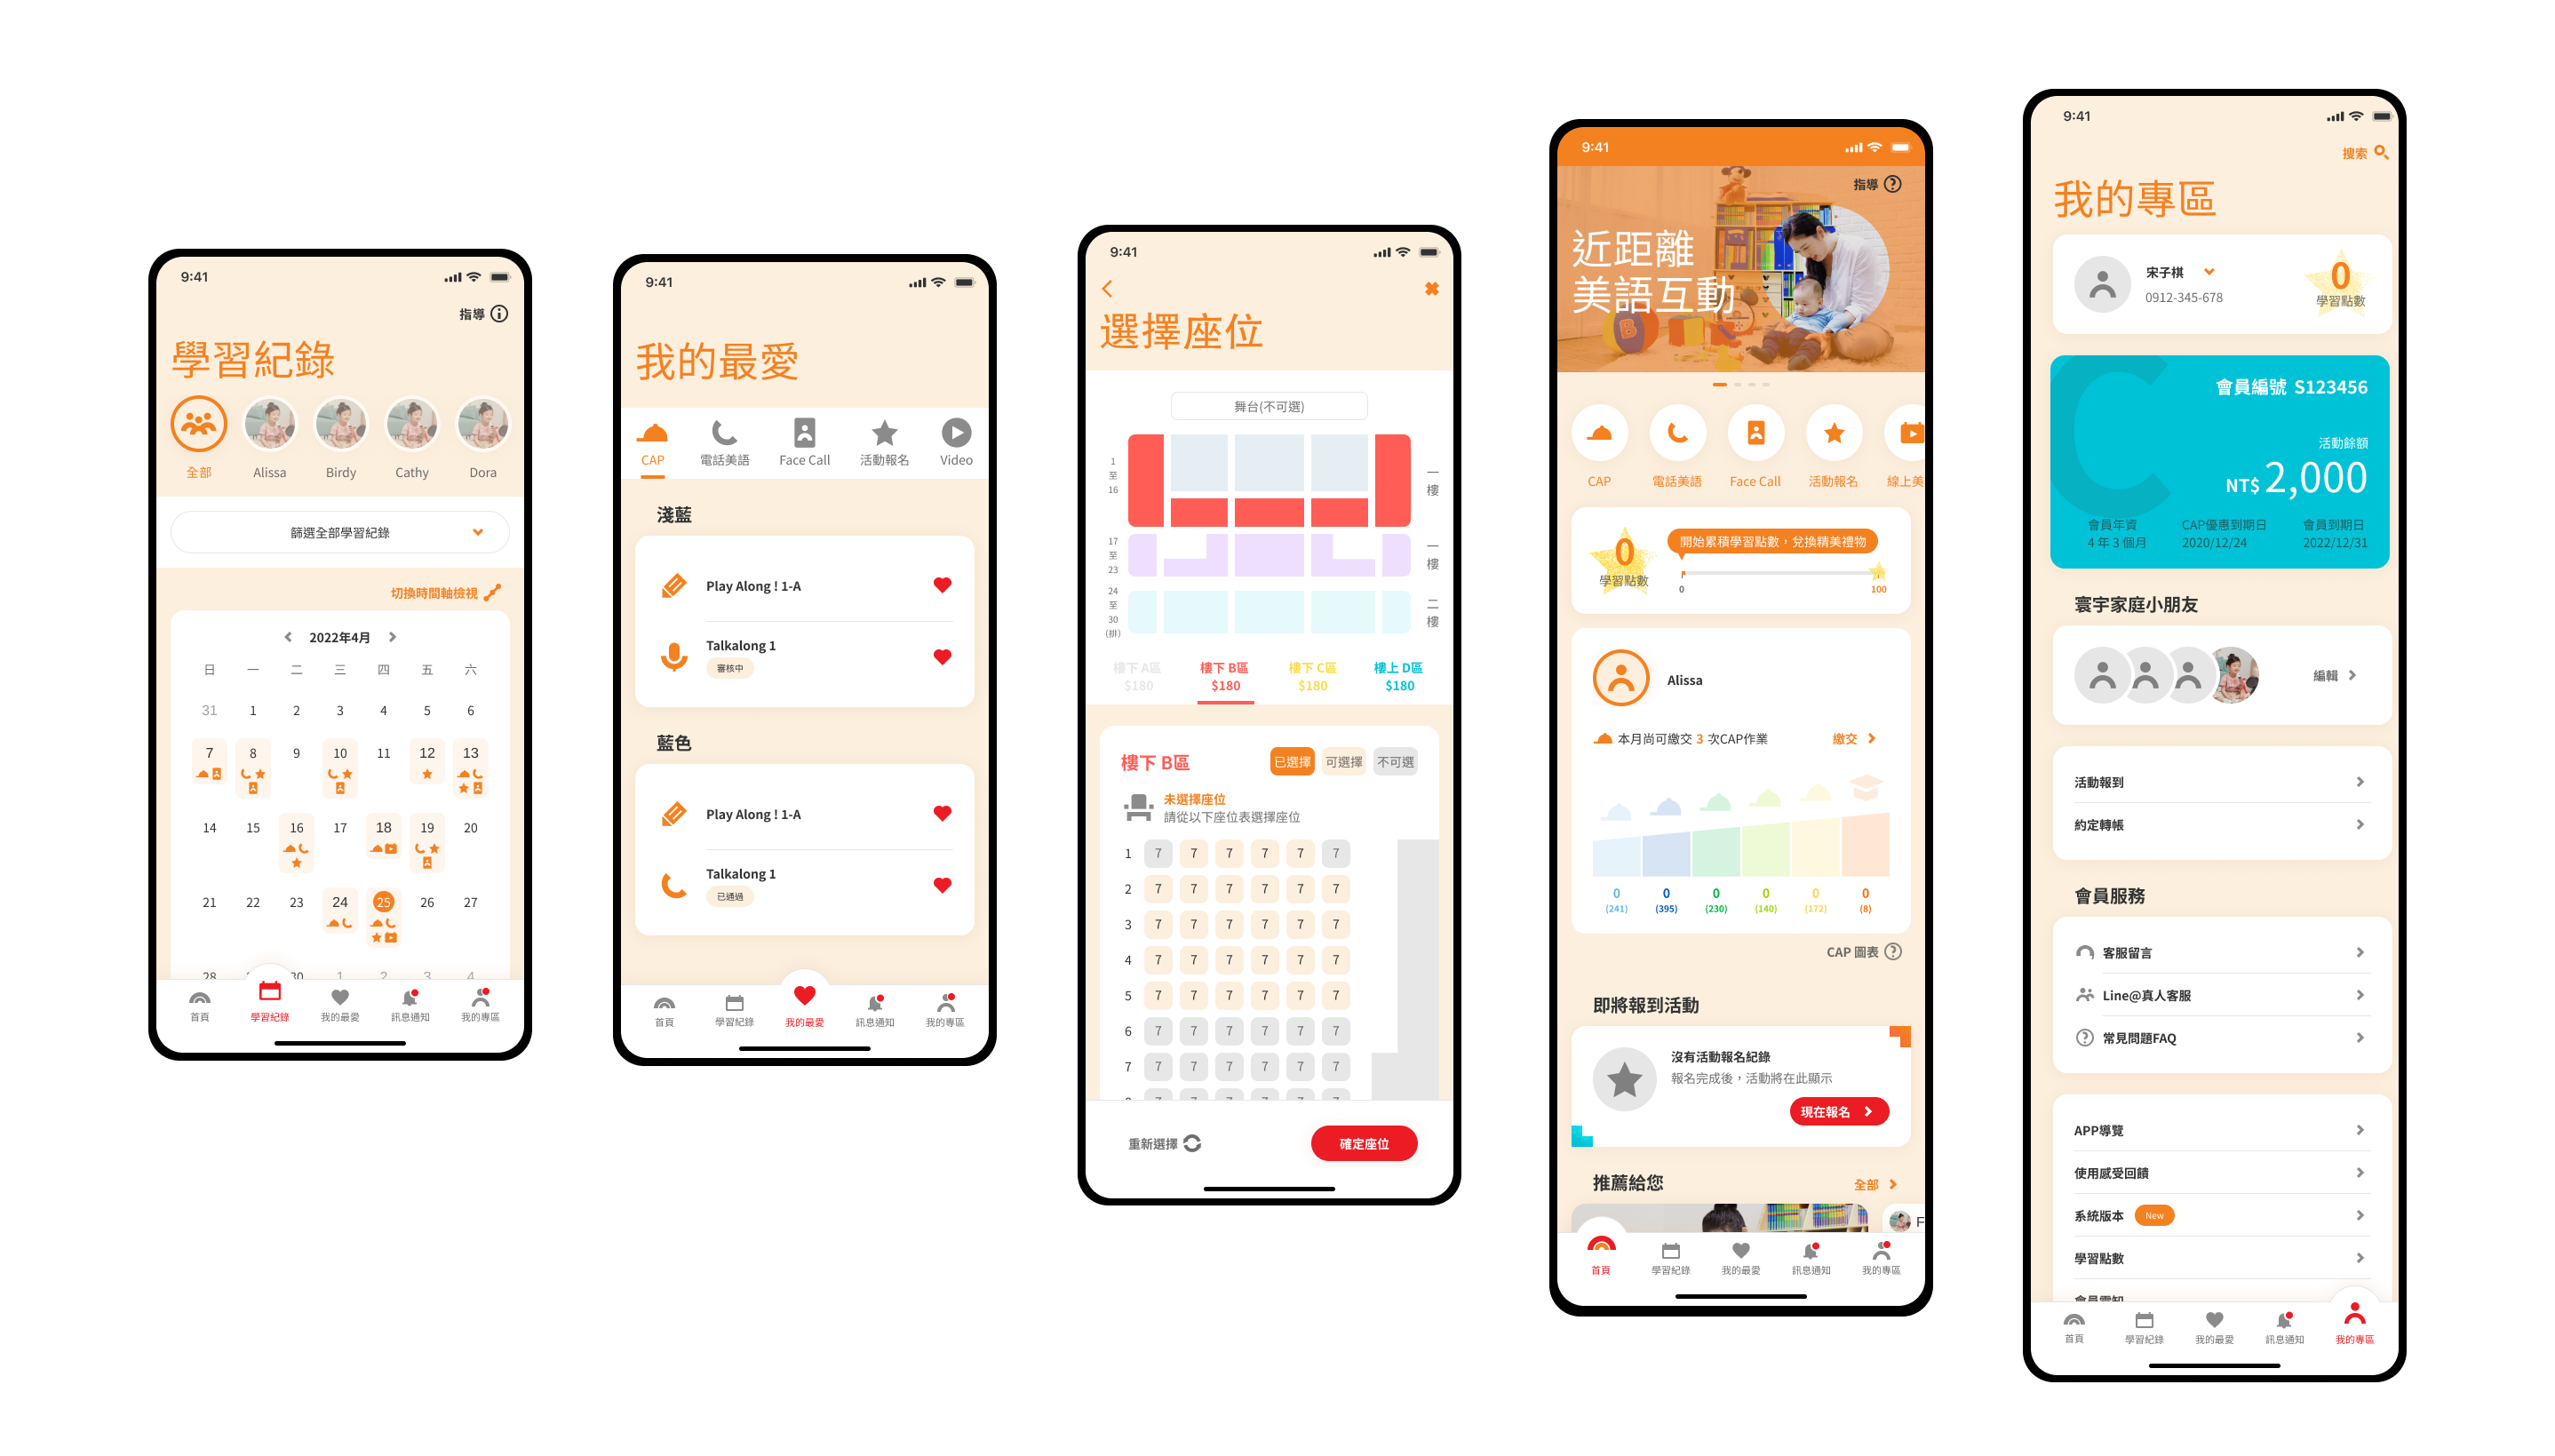 9:41
指導
學習紀錄
全部 Alissa Birdy Cathy Dora
篩選全部學習紀錄
切換時間軸檢視
2022年4月
日 一 二 三 四 五 六
31 1 2 3 4 5 6
7 8 9 10 11 12 13
14 15 16 17 18 19 20
21 22 23 24 25 26 27
28 30 1 2 3 4
首頁 學習紀錄 我的最愛 訊息通知 我的專區
9:41
我的最愛
CAP 電話美語 Face Call 活動報名 Video
淺藍
Play Along ! 1-A
Talkalong 1
審核中
藍色
Play Along ! 1-A
Talkalong 1
已通過
首頁 學習紀錄 我的最愛 訊息通知 我的專區
9:41
選擇座位
舞台(不可選)
1
至
16
一
樓
17
至
23
一
樓
24
至
30
(排)
二
樓
樓下 A區 樓下 B區 樓下 C區 樓上 D區
$180 $180 $180 $180
樓下 B區
已選擇 可選擇 不可選
未選擇座位
請從以下座位表選擇座位
1 7 7 7 7 7 7
2 7 7 7 7 7 7
3 7 7 7 7 7 7
4 7 7 7 7 7 7
5 7 7 7 7 7 7
6 7 7 7 7 7 7
7 7 7 7 7 7 7
重新選擇 確定座位
9:41
指導
近距離
美語互動
CAP 電話美語 Face Call 活動報名 線上美
0
學習點數
開始累積學習點數，兌換精美禮物
0 100
Alissa
本月尚可繳交 3 次CAP作業 繳交
0 0 0 0 0 0
(241) (395) (230) (140) (172) (8)
CAP 圖表
即將報到活動
沒有活動報名紀錄
報名完成後，活動將在此顯示
現在報名
推薦給您 全部
F
首頁 學習紀錄 我的最愛 訊息通知 我的專區
9:41
搜索
我的專區
宋子祺
0912-345-678
0
學習點數
會員編號 S123456
活動餘額
NT$ 2,000
會員年資 CAP優惠到期日 會員到期日
4 年 3 個月 2020/12/24 2022/12/31
寰宇家庭小朋友
編輯
活動報到
約定轉帳
會員服務
客服留言
Line@真人客服
常見問題FAQ
APP導覽
使用感受回饋
系統版本 New
學習點數
會員需知
首頁 學習紀錄 我的最愛 訊息通知 我的專區